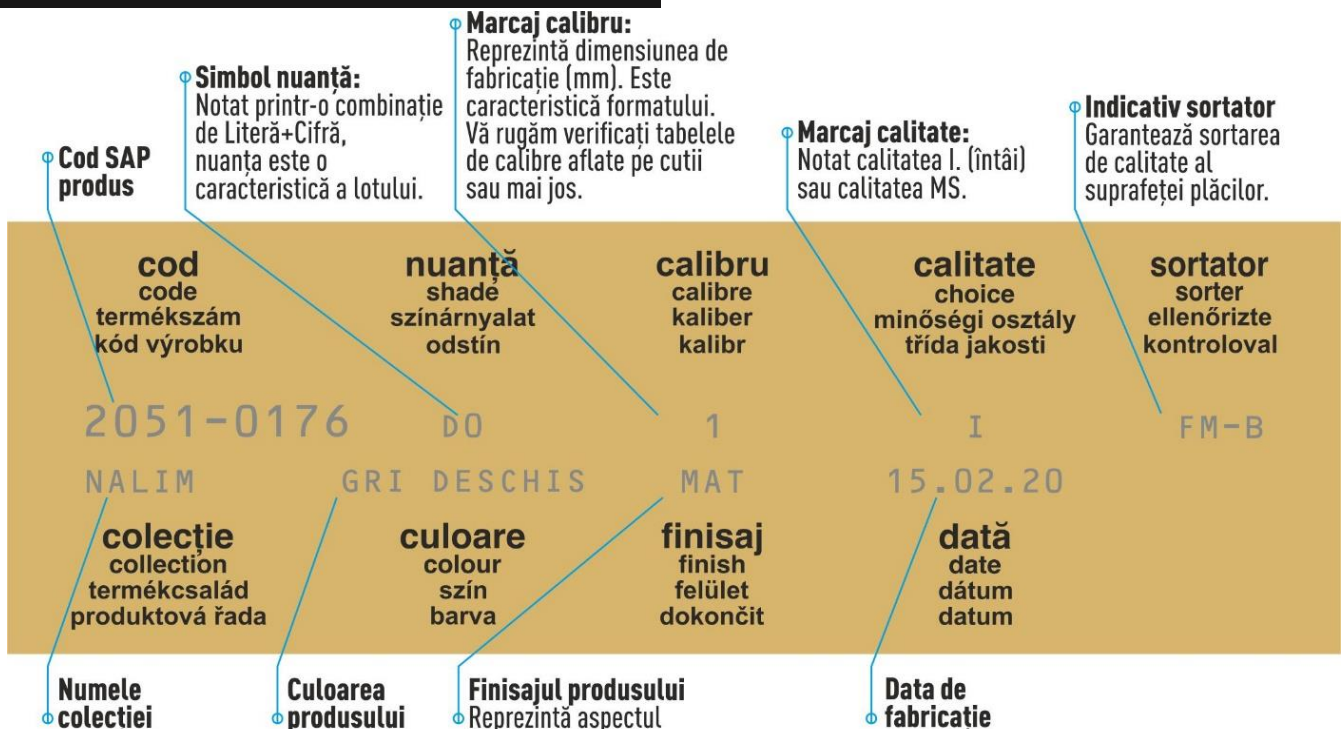 Marcaj calibru:
Reprezintă dimensiunea de
fabricație (mm). Este
caracteristică formatului.
Vă rugăm verificați tabelele
de calibre aflate pe cutii
sau mai jos.
Simbol nuanță:
Notat printr-o combinație
de Literă+Cifră,
nuanța este o
caracteristică a lotului.
Indicativ sortator
Garantează sortarea
de calitate al
suprafeței plăcilor.
Marcaj calitate:
Notat calitatea I. (întâi)
sau calitatea MS.
Cod SAP
produs
cod nuanță calibru calitate sortator
code shade calibre choice sorter
termékszám színárnyalat kaliber minőségi osztály ellenőrizte
kód výrobku odstín kalibr třída jakosti kontroloval
2051-0176 DO 1 I FM-B
NALIM GRI DESCHIS MAT 15.02.20
colecție culoare finisaj dată
collection colour finish date
termékcsalád szín felület dátum
produktová řada barva dokončit datum
Numele
colecției
Culoarea
produsului
Finisajul produsului
Reprezintă aspectul
Data de
fabricație